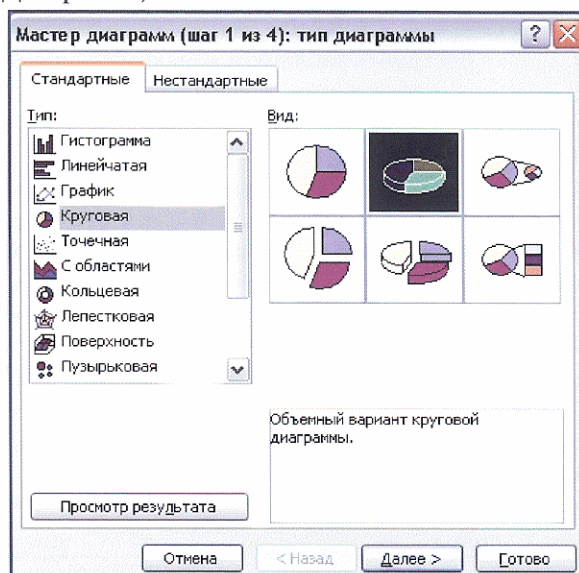 Мастер диаграмм (шаг 1 из 4): тип диаграммы
Стандартные Нестандартные
Тип: Вид:
Гистограмма
Линейчатая
График
Круговая
Точечная
С областями
Кольцевая
Лепестковая
Поверхность
Пузырьковая
Объемный вариант круговой
диаграммы.
Просмотр результата
Отмена < Назад Далее > Готово